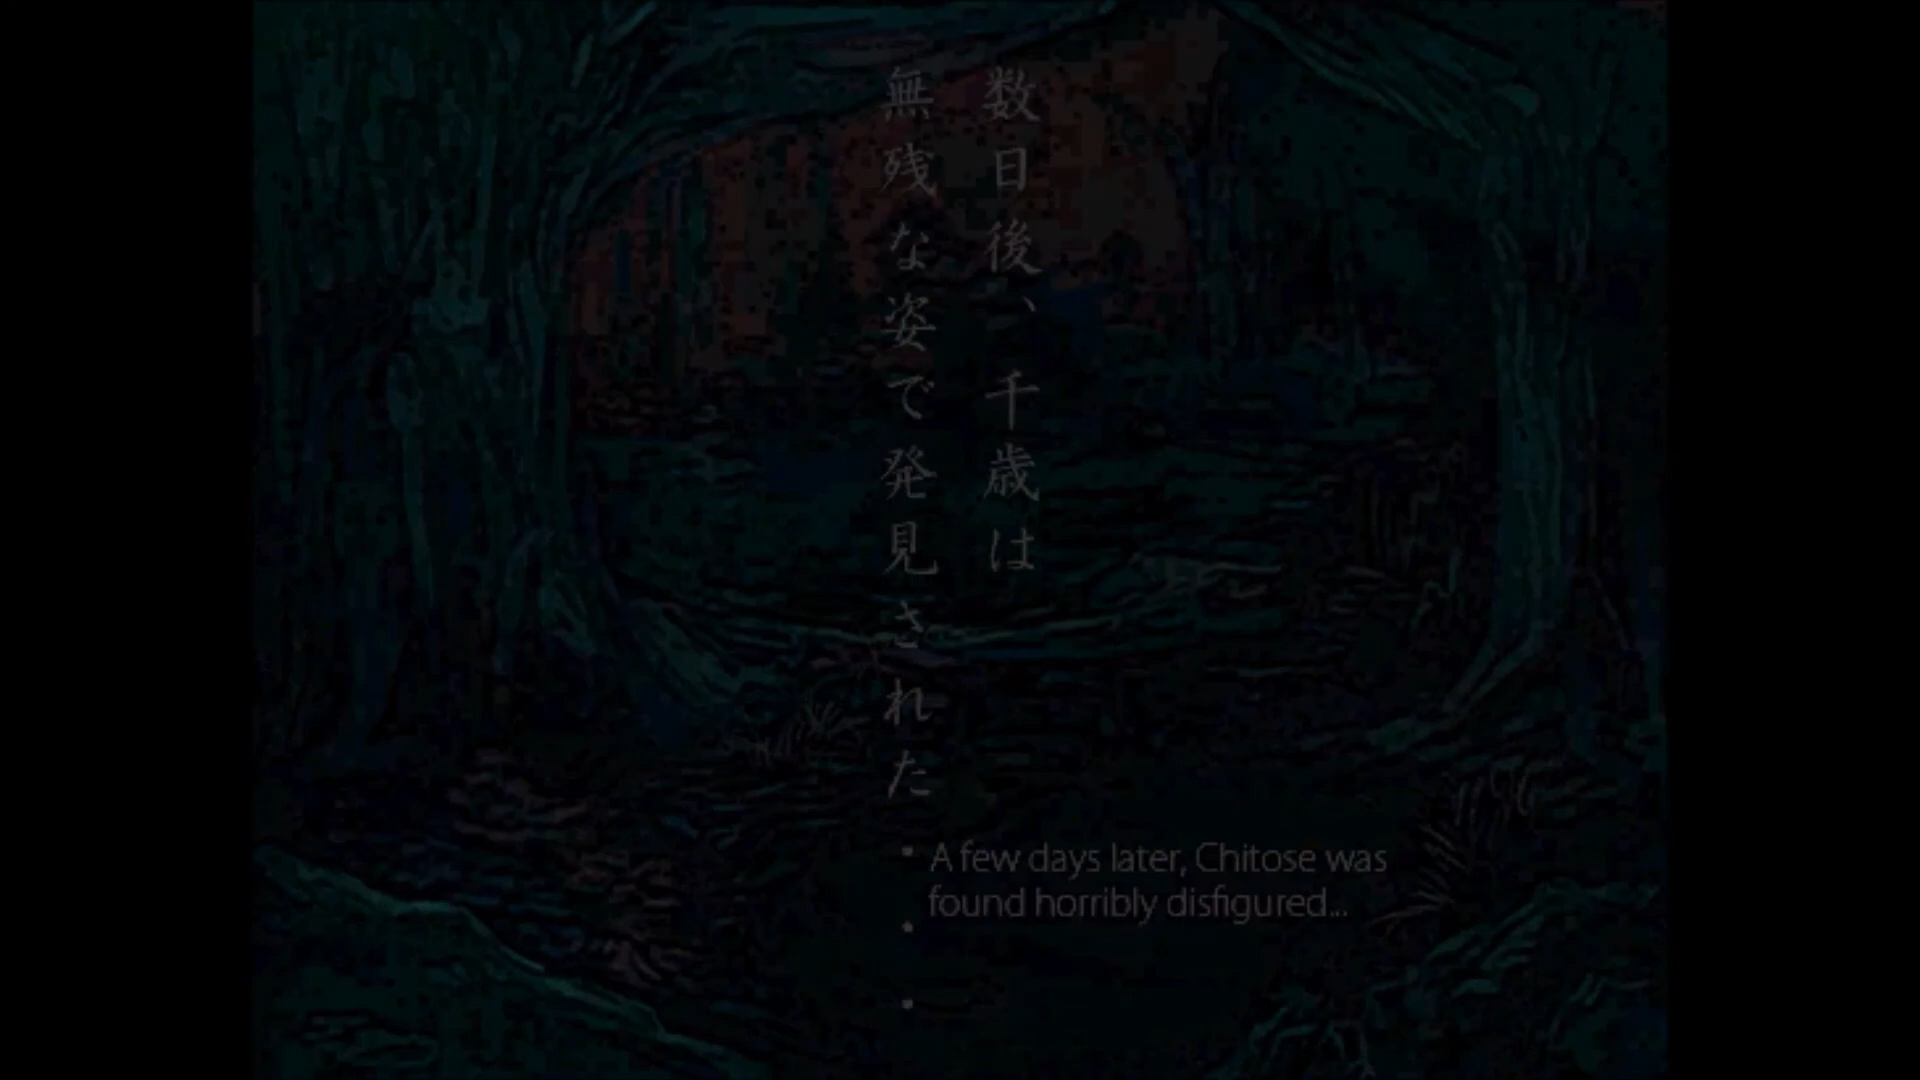 数日後、千歳は
無残な姿で発見された・・・
A few days later, Chitose was
found horribly disfigured...